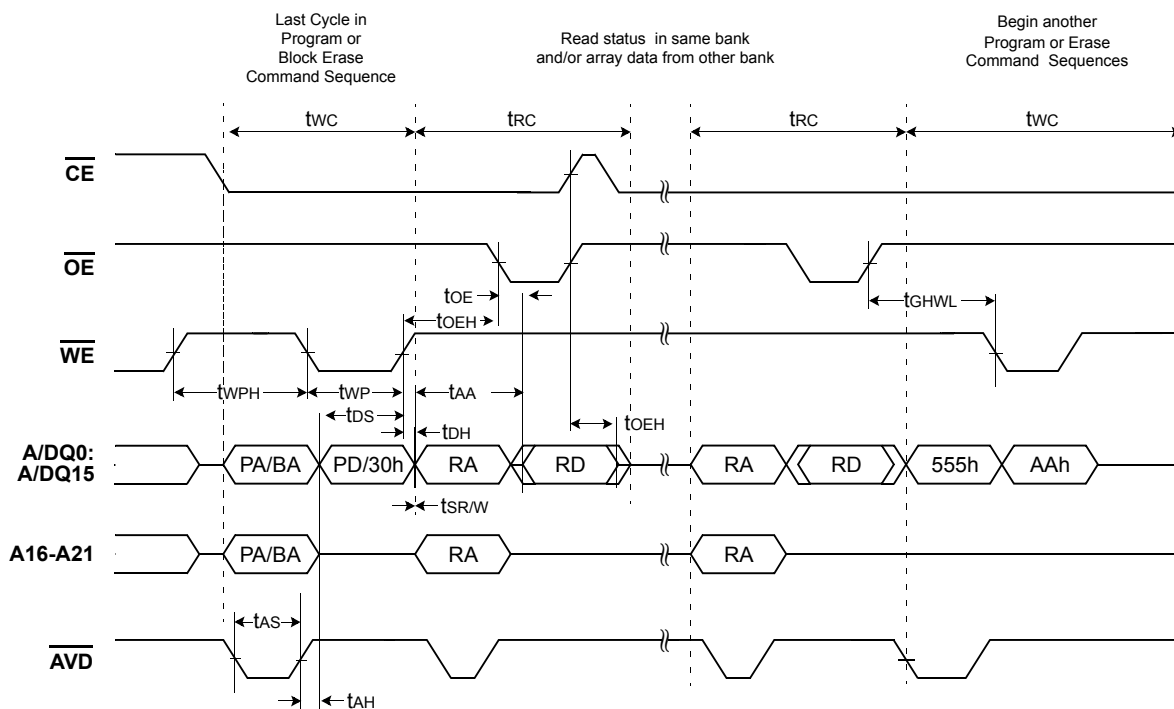 Last Cycle in
Program or
Block Erase
Command Sequence
Read status in same bank
and/or array data from other bank
Begin another
Program or Erase
Command Sequences
tWC
tRC
tRC
tWC
CE
OE
tOE
tOEH
tGHWL
WE
tWPH
tWP
tAA
tDS
tOEH
tDH
A/DQ0:
A/DQ15
PA/BA
PD/30h
RA
RD
RA
RD
555h
AAh
tSR/W
A16-A21
PA/BA
RA
RA
tAS
AVD
tAH